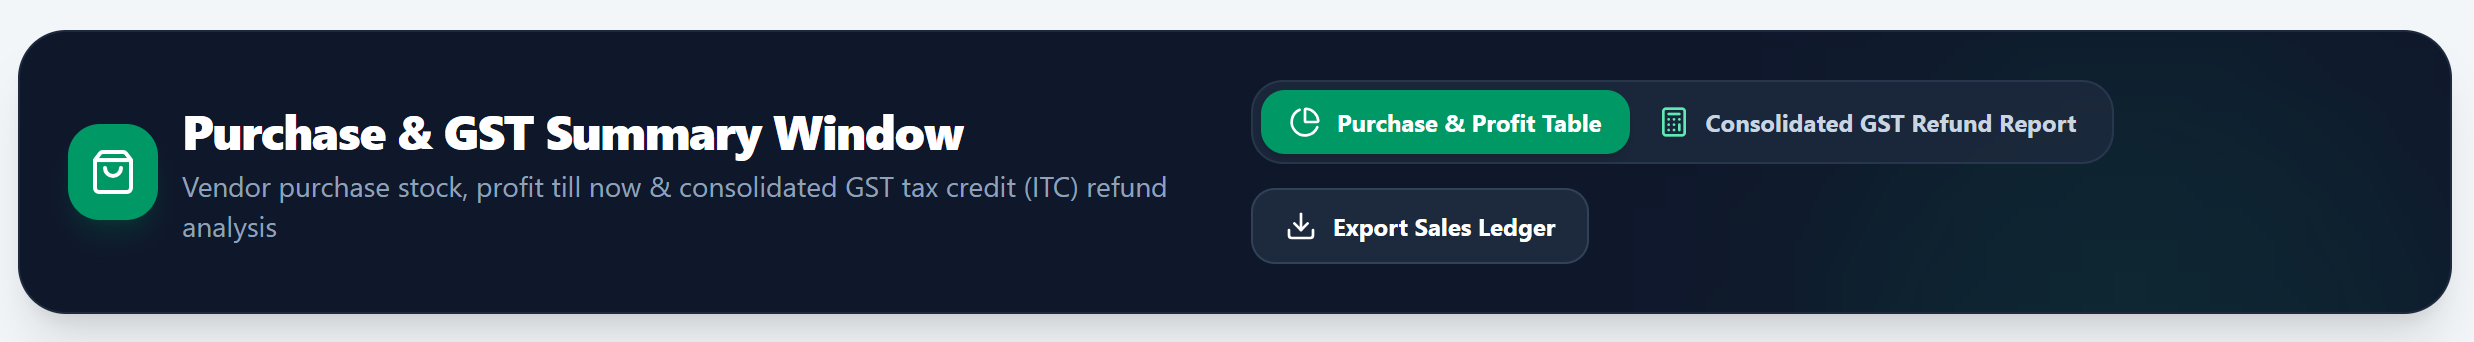 Purchase & GST Summary Window
Vendor purchase stock, profit till now & consolidated GST tax credit (ITC) refund
analysis
Purchase & Profit Table
Consolidated GST Refund Report
Export Sales Ledger